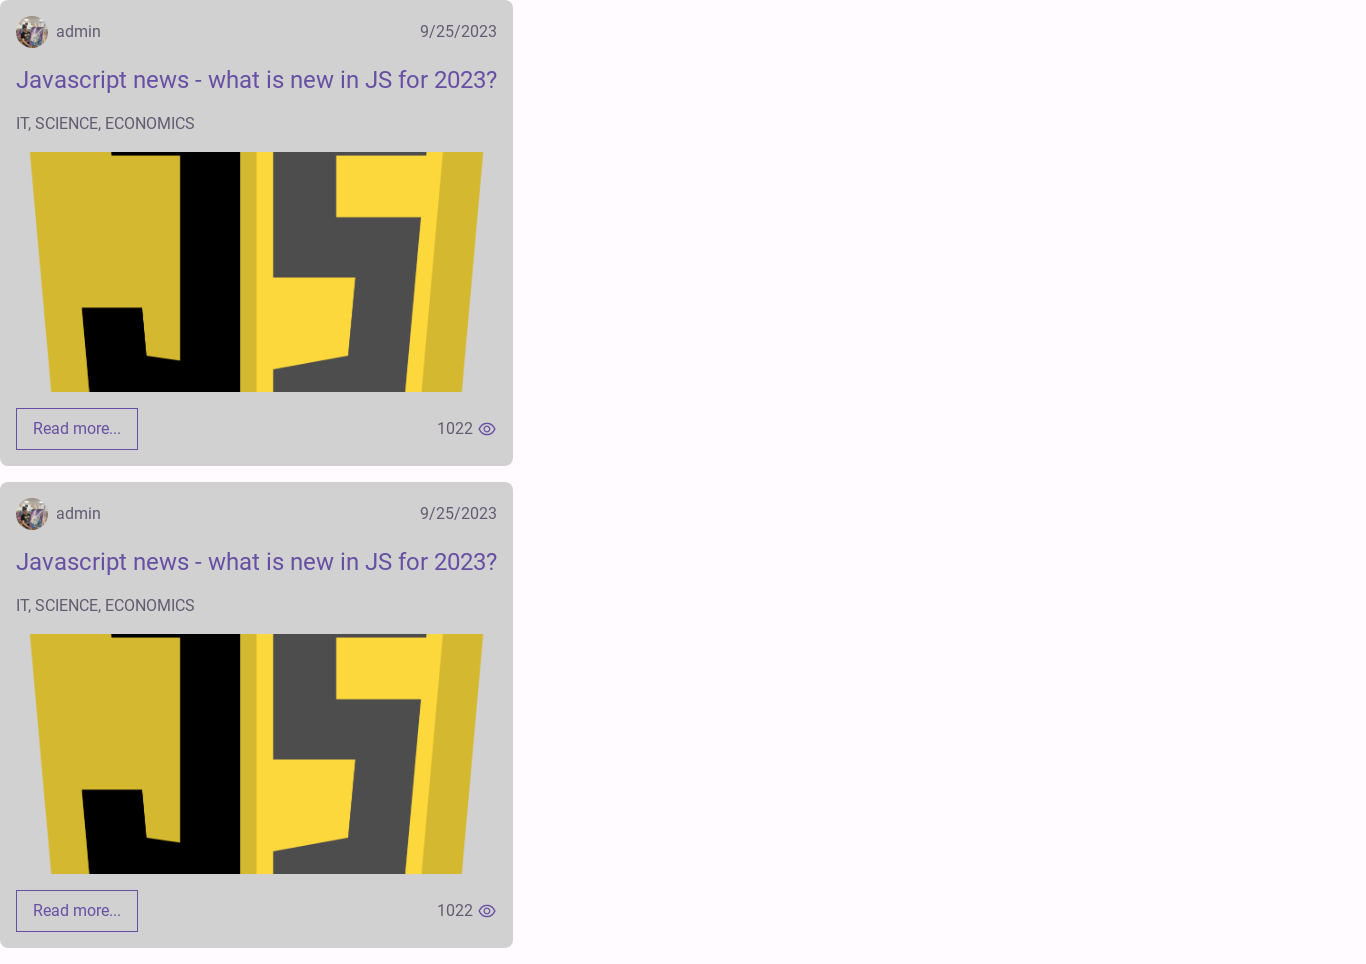 admin 9/25/2023
Javascript news - what is new in JS for 2023?
IT, SCIENCE, ECONOMICS
JS
Read more... 1022
admin 9/25/2023
Javascript news - what is new in JS for 2023?
IT, SCIENCE, ECONOMICS
JS
Read more... 1022